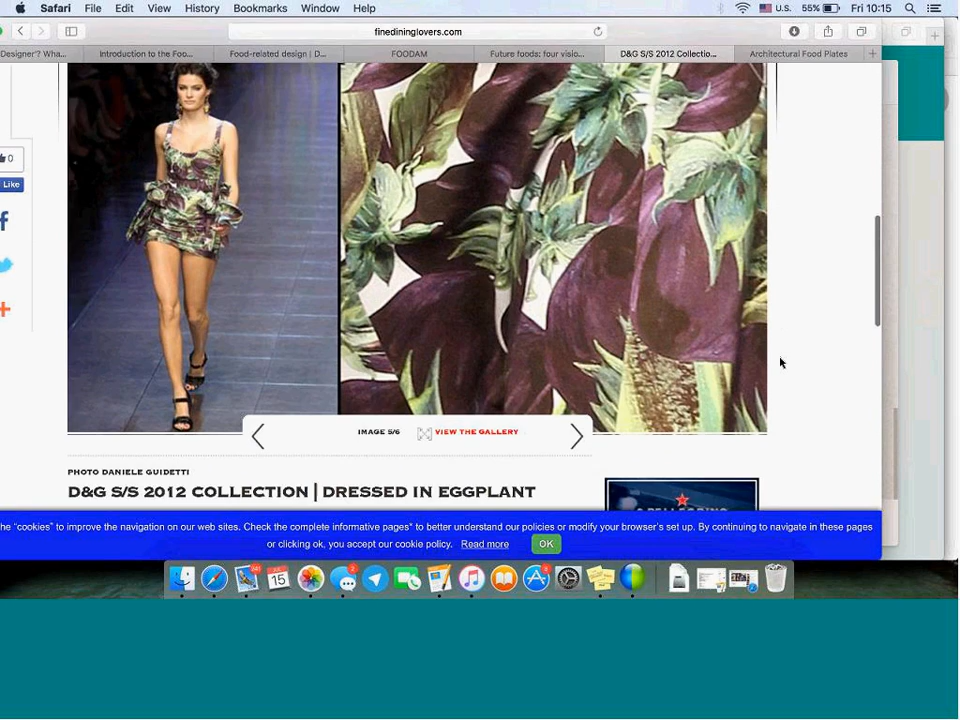 Safari File Edit View History Bookmarks Window Help U.S. 55% Fri 10:15
finedininglovers.com
Designer'? Wha... Introduction to the Foo... Food-related design | D... FOODAM Future foods: four visio... D&G S/S 2012 Collectio... Architectural Food Plates
0
Like
IMAGE 5/6 VIEW THE GALLERY
PHOTO DANIELE GUIDETTI
D&G S/S 2012 COLLECTION | DRESSED IN EGGPLANT
he "cookies" to improve the navigation on our web sites. Check the complete informative pages* to better understand our policies or modify your browser's set up. By continuing to navigate in these pages
or clicking ok, you accept our cookie policy. Read more OK
JUL
15